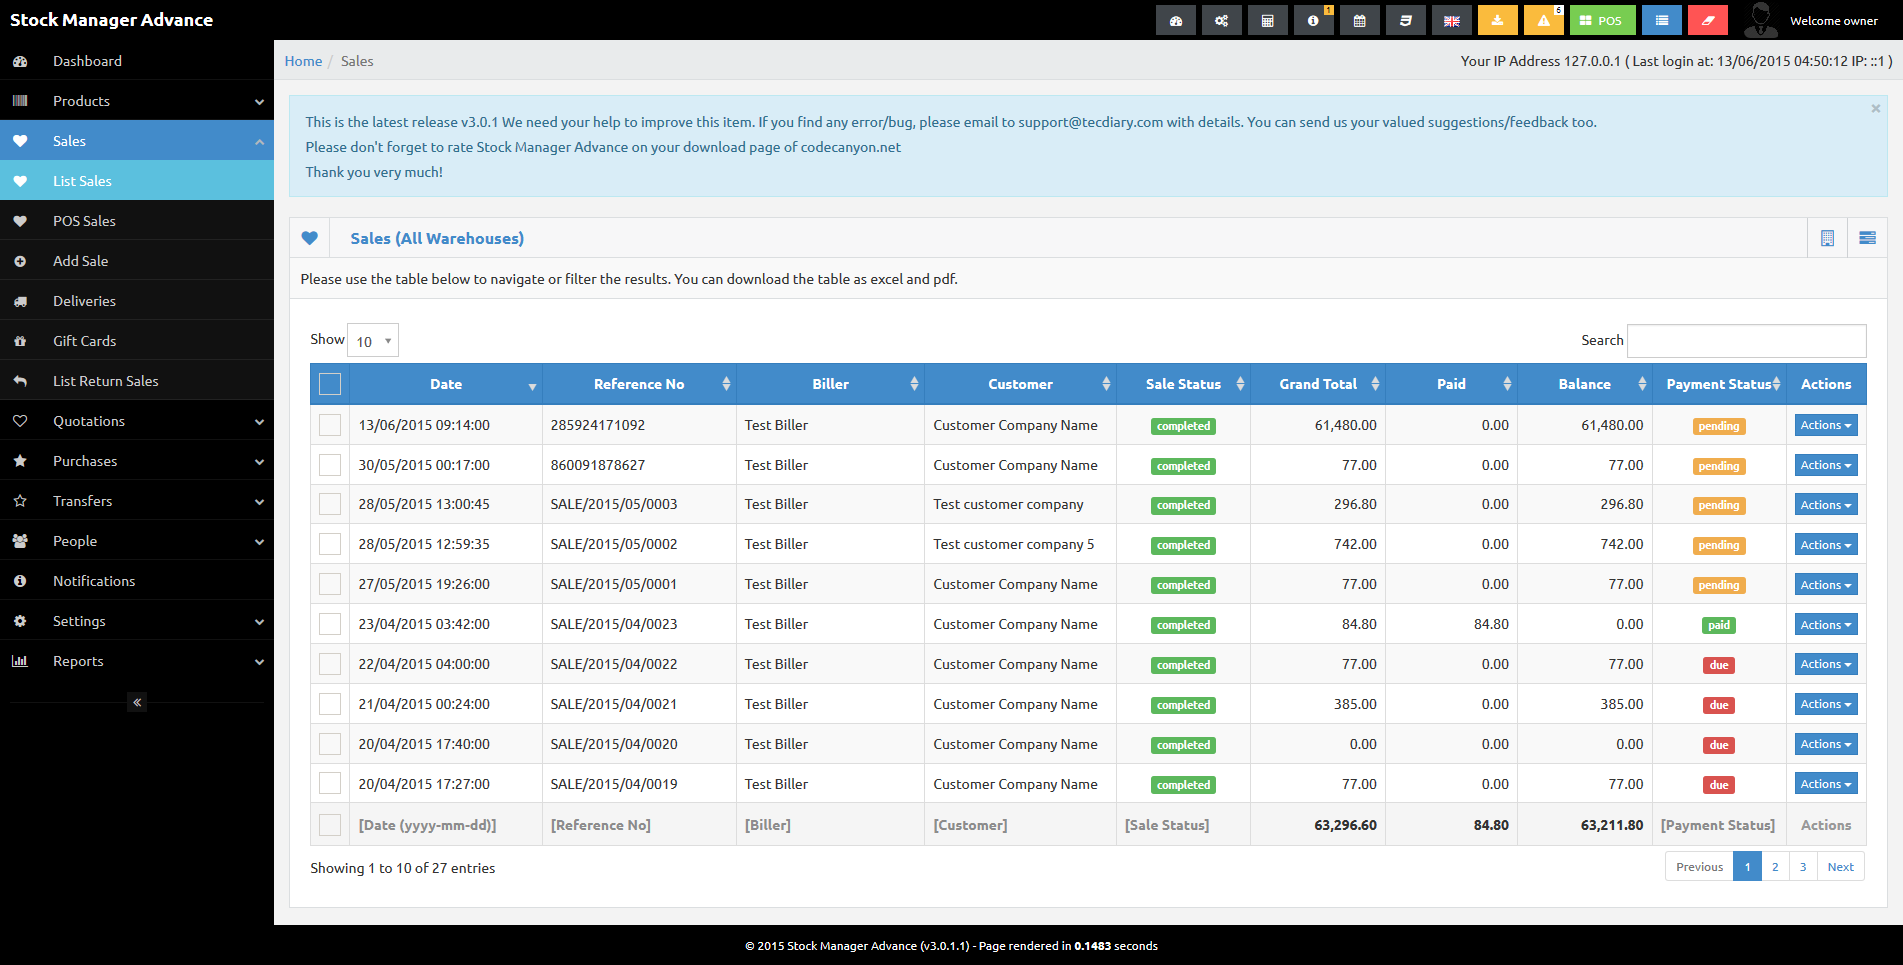 Stock Manager Advance
1
6
POS
Welcome owner
Dashboard
Products
Sales
List Sales
POS Sales
Add Sale
Deliveries
Gift Cards
List Return Sales
Quotations
Purchases
Transfers
People
Notifications
Settings
Reports
Home / Sales
Your IP Address 127.0.0.1 ( Last login at: 13/06/2015 04:50:12 IP: ::1 )
This is the latest release v3.0.1 We need your help to improve this item. If you find any error/bug, please email to support@tecdiary.com with details. You can send us your valued suggestions/feedback too.
Please don't forget to rate Stock Manager Advance on your download page of codecanyon.net
Thank you very much!
×
Sales (All Warehouses)
Please use the table below to navigate or filter the results. You can download the table as excel and pdf.
Show 10
Search
Date Reference No Biller Customer Sale Status Grand Total Paid Balance Payment Status Actions
13/06/2015 09:14:00 285924171092 Test Biller Customer Company Name completed 61,480.00 0.00 61,480.00 pending Actions
30/05/2015 00:17:00 860091878627 Test Biller Customer Company Name completed 77.00 0.00 77.00 pending Actions
28/05/2015 13:00:45 SALE/2015/05/0003 Test Biller Test customer company completed 296.80 0.00 296.80 pending Actions
28/05/2015 12:59:35 SALE/2015/05/0002 Test Biller Test customer company 5 completed 742.00 0.00 742.00 pending Actions
27/05/2015 19:26:00 SALE/2015/05/0001 Test Biller Customer Company Name completed 77.00 0.00 77.00 pending Actions
23/04/2015 03:42:00 SALE/2015/04/0023 Test Biller Customer Company Name completed 84.80 84.80 0.00 paid Actions
22/04/2015 04:00:00 SALE/2015/04/0022 Test Biller Customer Company Name completed 77.00 0.00 77.00 due Actions
21/04/2015 00:24:00 SALE/2015/04/0021 Test Biller Customer Company Name completed 385.00 0.00 385.00 due Actions
20/04/2015 17:40:00 SALE/2015/04/0020 Test Biller Customer Company Name completed 0.00 0.00 0.00 due Actions
20/04/2015 17:27:00 SALE/2015/04/0019 Test Biller Customer Company Name completed 77.00 0.00 77.00 due Actions
[Date (yyyy-mm-dd)] [Reference No] [Biller] [Customer] [Sale Status] 63,296.60 84.80 63,211.80 [Payment Status] Actions
Showing 1 to 10 of 27 entries
Previous 1 2 3 Next
© 2015 Stock Manager Advance (v3.0.1.1) - Page rendered in 0.1483 seconds